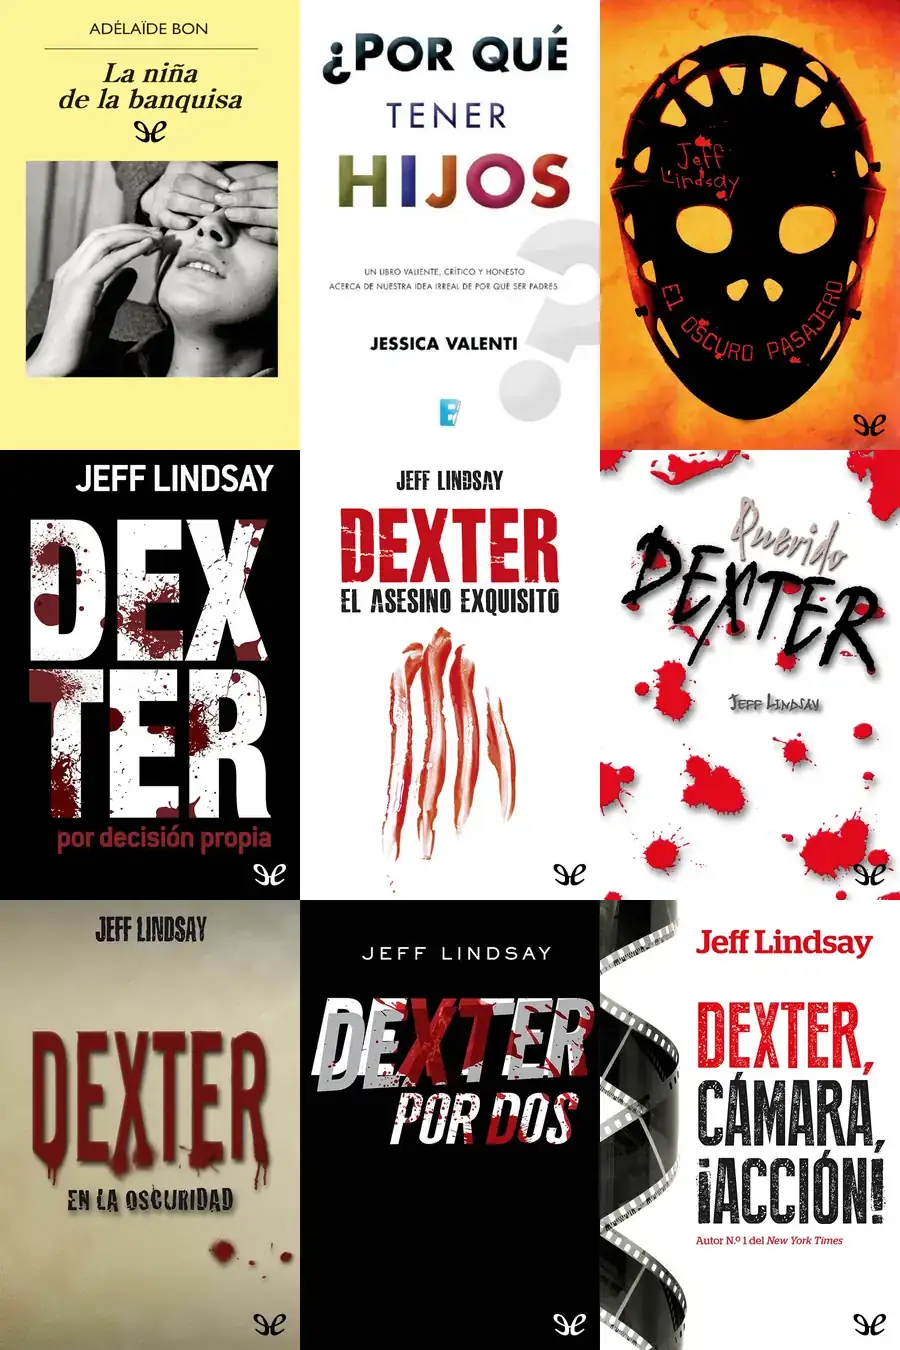 ADÉLAÏDE BON
La niña
de la banquisa
¿POR QUÉ
TENER
HIJOS
UN LIBRO VALIENTE, CRÍTICO Y HONESTO
ACERCA DE NUESTRA IDEA IRREAL DE POR QUÉ SER PADRES
JESSICA VALENTI
B
Jeff
Lindsay
El OSCURO PASAJERO
JEFF LINDSAY
DEX
TER
por decisión propia
JEFF LINDSAY
DEXTER
EL ASESINO EXQUISITO
Querido
DEXTER
JEFF LINDSAY
JEFF LINDSAY
DEXTER
EN LA OSCURIDAD
JEFF LINDSAY
DEXTER
POR DOS
Jeff Lindsay
DEXTER,
CÁMARA,
¡ACCIÓN!
Autor N.º 1 del New York Times